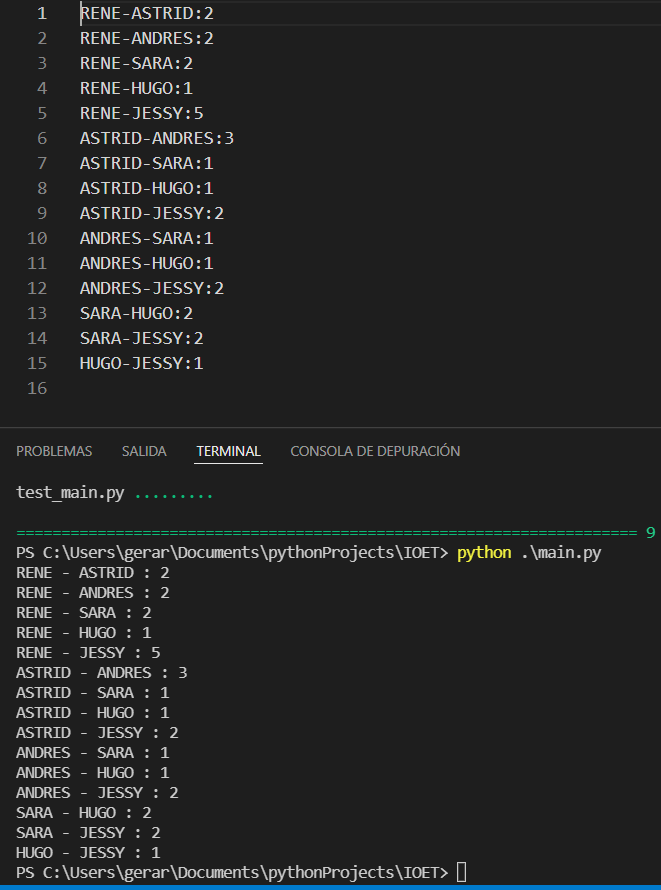 1 RENE-ASTRID:2
2 RENE-ANDRES:2
3 RENE-SARA:2
4 RENE-HUGO:1
5 RENE-JESSY:5
6 ASTRID-ANDRES:3
7 ASTRID-SARA:1
8 ASTRID-HUGO:1
9 ASTRID-JESSY:2
10 ANDRES-SARA:1
11 ANDRES-HUGO:1
12 ANDRES-JESSY:2
13 SARA-HUGO:2
14 SARA-JESSY:2
15 HUGO-JESSY:1
16
PROBLEMAS SALIDA TERMINAL CONSOLA DE DEPURACIÓN
test_main.py .........
===================================================================== 9
PS C:\Users\gerar\Documents\pythonProjects\IOET> python .\main.py
RENE - ASTRID : 2
RENE - ANDRES : 2
RENE - SARA : 2
RENE - HUGO : 1
RENE - JESSY : 5
ASTRID - ANDRES : 3
ASTRID - SARA : 1
ASTRID - HUGO : 1
ASTRID - JESSY : 2
ANDRES - SARA : 1
ANDRES - HUGO : 1
ANDRES - JESSY : 2
SARA - HUGO : 2
SARA - JESSY : 2
HUGO - JESSY : 1
PS C:\Users\gerar\Documents\pythonProjects\IOET>